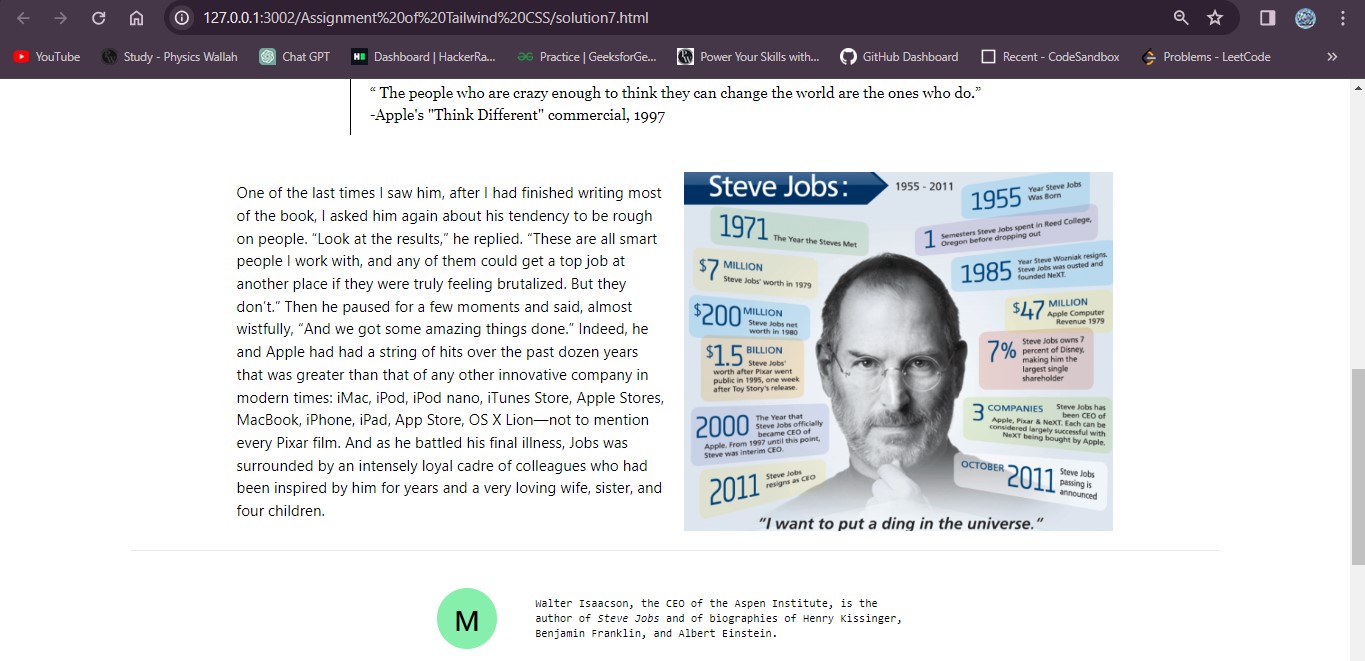 127.0.0.1:3002/Assignment%20of%20Tailwind%20CSS/solution7.html
YouTube
Study - Physics Wallah
Chat GPT
Dashboard | HackerRa...
Practice | GeeksforGe...
Power Your Skills with...
GitHub Dashboard
Recent - CodeSandbox
Problems - LeetCode
»
“ The people who are crazy enough to think they can change the world are the ones who do.”
-Apple's "Think Different" commercial, 1997
One of the last times I saw him, after I had finished writing most
of the book, I asked him again about his tendency to be rough
on people. “Look at the results,” he replied. “These are all smart
people I work with, and any of them could get a top job at
another place if they were truly feeling brutalized. But they
don’t.” Then he paused for a few moments and said, almost
wistfully, “And we got some amazing things done.” Indeed, he
and Apple had had a string of hits over the past dozen years
that was greater than that of any other innovative company in
modern times: iMac, iPod, iPod nano, iTunes Store, Apple Stores,
MacBook, iPhone, iPad, App Store, OS X Lion—not to mention
every Pixar film. And as he battled his final illness, Jobs was
surrounded by an intensely loyal cadre of colleagues who had
been inspired by him for years and a very loving wife, sister, and
four children.
Steve Jobs:
1955 - 2011
1971 The Year the Steves Met
$7 MILLION
Steve Jobs' worth in 1979
$200 MILLION
Steve Jobs net
worth in 1980
$1.5 BILLION
Steve Jobs'
worth after Pixar went
public in 1995, one week
after Toy Story's release.
2000 The Year that
Steve Jobs officially
became CEO of
Apple. From 1997 until this point,
Steve was interim CEO.
2011 Steve Jobs
resigns as CEO
1955 Year Steve Jobs
Was Born
1 Semesters Steve Jobs spent in Reed College,
Oregon before dropping out
1985 Year Steve Wozniak resigns.
Steve Jobs was ousted and
founded NeXT.
$47 MILLION
Apple Computer
Revenue 1979
7% Steve Jobs owns 7
percent of Disney,
making him the
largest single
shareholder
3 COMPANIES Steve Jobs has
been CEO of
Apple, Pixar & NeXT. Each can be
considered largely successful with
NeXT being bought by Apple.
OCTOBER 2011 Steve Jobs
passing is
announced
"I want to put a ding in the universe."
M
Walter Isaacson, the CEO of the Aspen Institute, is the
author of Steve Jobs and of biographies of Henry Kissinger,
Benjamin Franklin, and Albert Einstein.